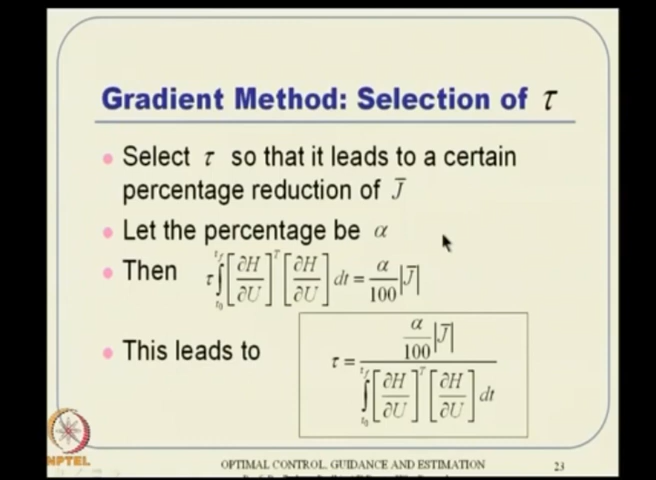 Gradient Method: Selection of τ
Select τ so that it leads to a certain
percentage reduction of J̄
Let the percentage be α
Then τ∫_{t₀}^{t_f} [∂H/∂U]^T [∂H/∂U] dt = α/100 |J̄|
This leads to τ = (α/100 |J̄|) / (∫_{t₀}^{t_f} [∂H/∂U]^T [∂H/∂U] dt)
NPTEL
OPTIMAL CONTROL, GUIDANCE AND ESTIMATION
23